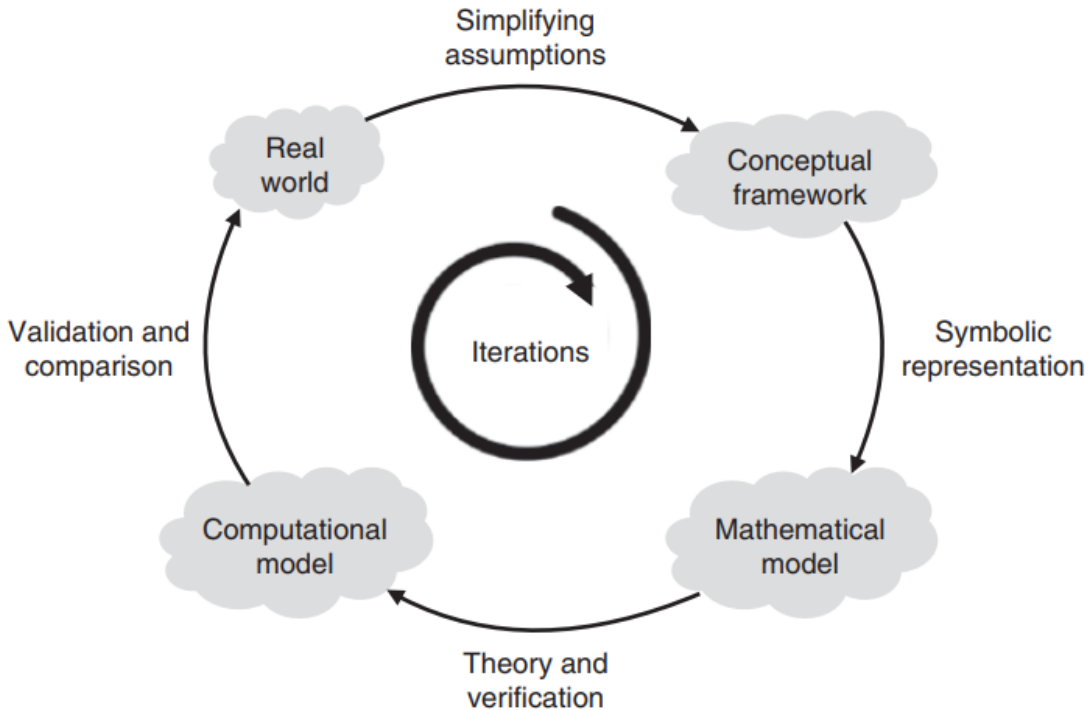 Simplifying
assumptions
Real
world
Conceptual
framework
Validation and
comparison
Iterations
Symbolic
representation
Computational
model
Mathematical
model
Theory and
verification